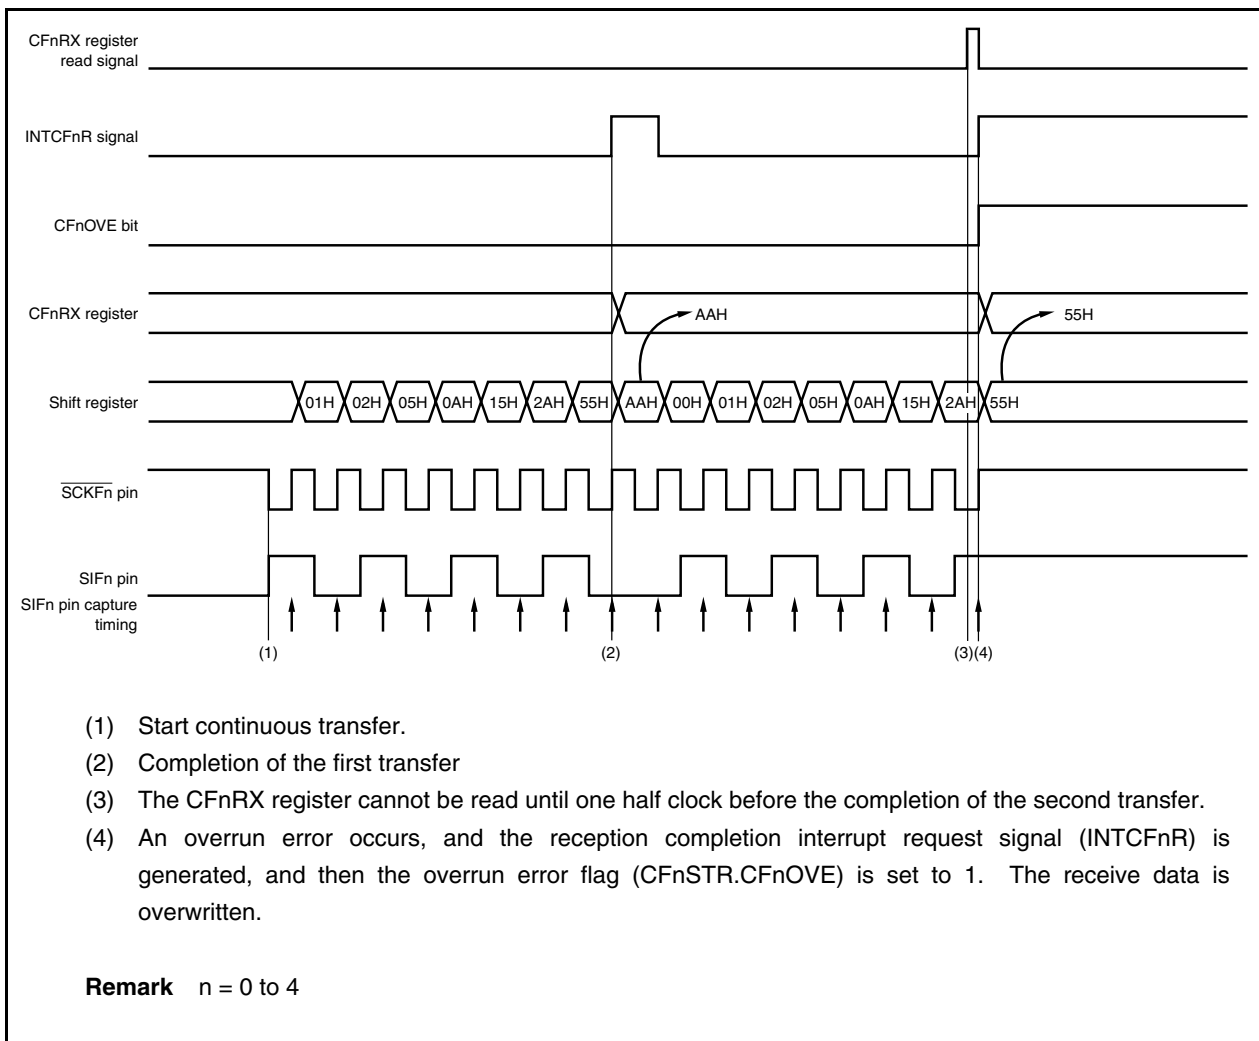 CFnRX register
read signal
INTCFnR signal
CFnOVE bit
CFnRX register
AAH
55H
Shift register
01H 02H 05H 0AH 15H 2AH 55H AAH 00H 01H 02H 05H 0AH 15H 2AH 55H
SCKFn pin
SIFn pin
SIFn pin capture
timing
(1) (2) (3)(4)
(1) Start continuous transfer.
(2) Completion of the first transfer
(3) The CFnRX register cannot be read until one half clock before the completion of the second transfer.
(4) An overrun error occurs, and the reception completion interrupt request signal (INTCFnR) is
generated, and then the overrun error flag (CFnSTR.CFnOVE) is set to 1. The receive data is
overwritten.
Remark n = 0 to 4